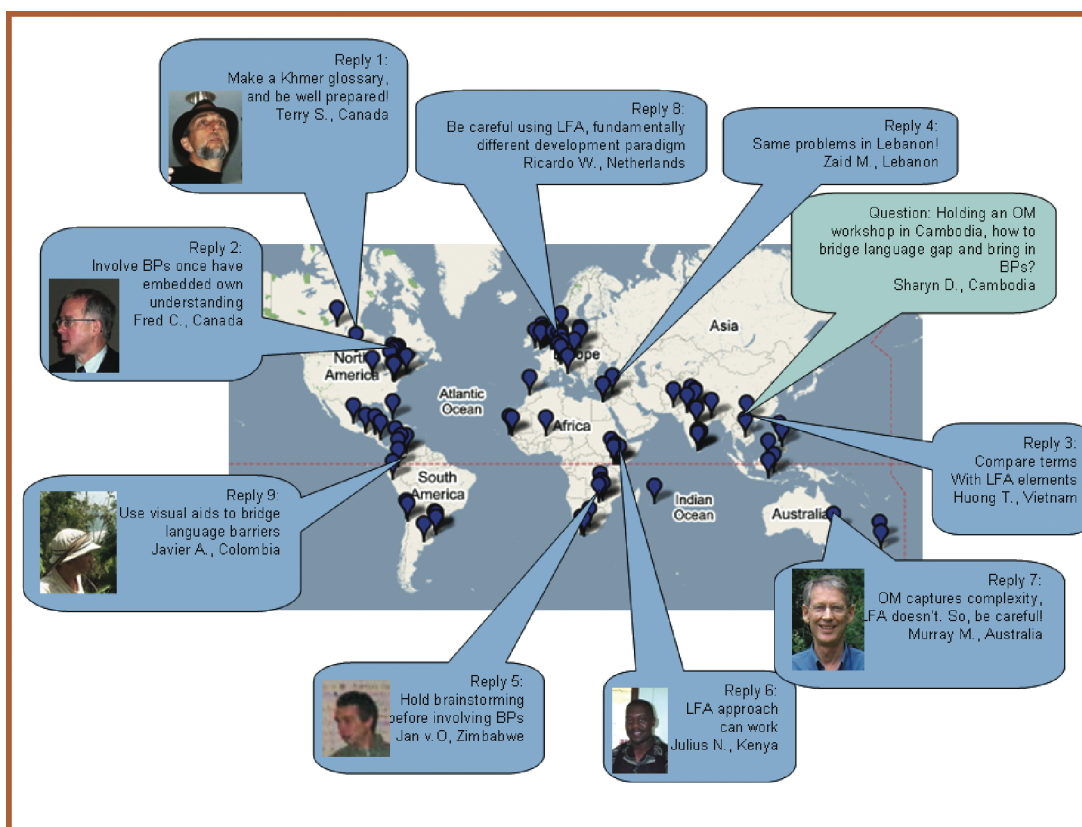 Reply 1:
Make a Khmer glossary,
and be well prepared!
Terry S., Canada
Reply 8:
Be careful using LFA, fundamentally
different development paradigm
Ricardo W., Netherlands
Reply 4:
Same problems in Lebanon!
Zaid M., Lebanon
Question: Holding an OM
workshop in Cambodia, how to
bridge language gap and bring in
BPs?
Sharyn D., Cambodia
Reply 2:
Involve BPs once have
embedded own
understanding
Fred C., Canada
North
America
Atlantic
Ocean
Europe
Asia
Africa
South
America
Indian
Ocean
Australia
Reply 3:
Compare terms
With LFA elements
Huong T., Vietnam
Reply 9:
Use visual aids to bridge
language barriers
Javier A., Colombia
Reply 7:
OM captures complexity,
LFA doesn't. So, be careful!
Murray M., Australia
Reply 5:
Hold brainstorming
before involving BPs
Jan v.O, Zimbabwe
Reply 6:
LFA approach
can work
Julius N., Kenya